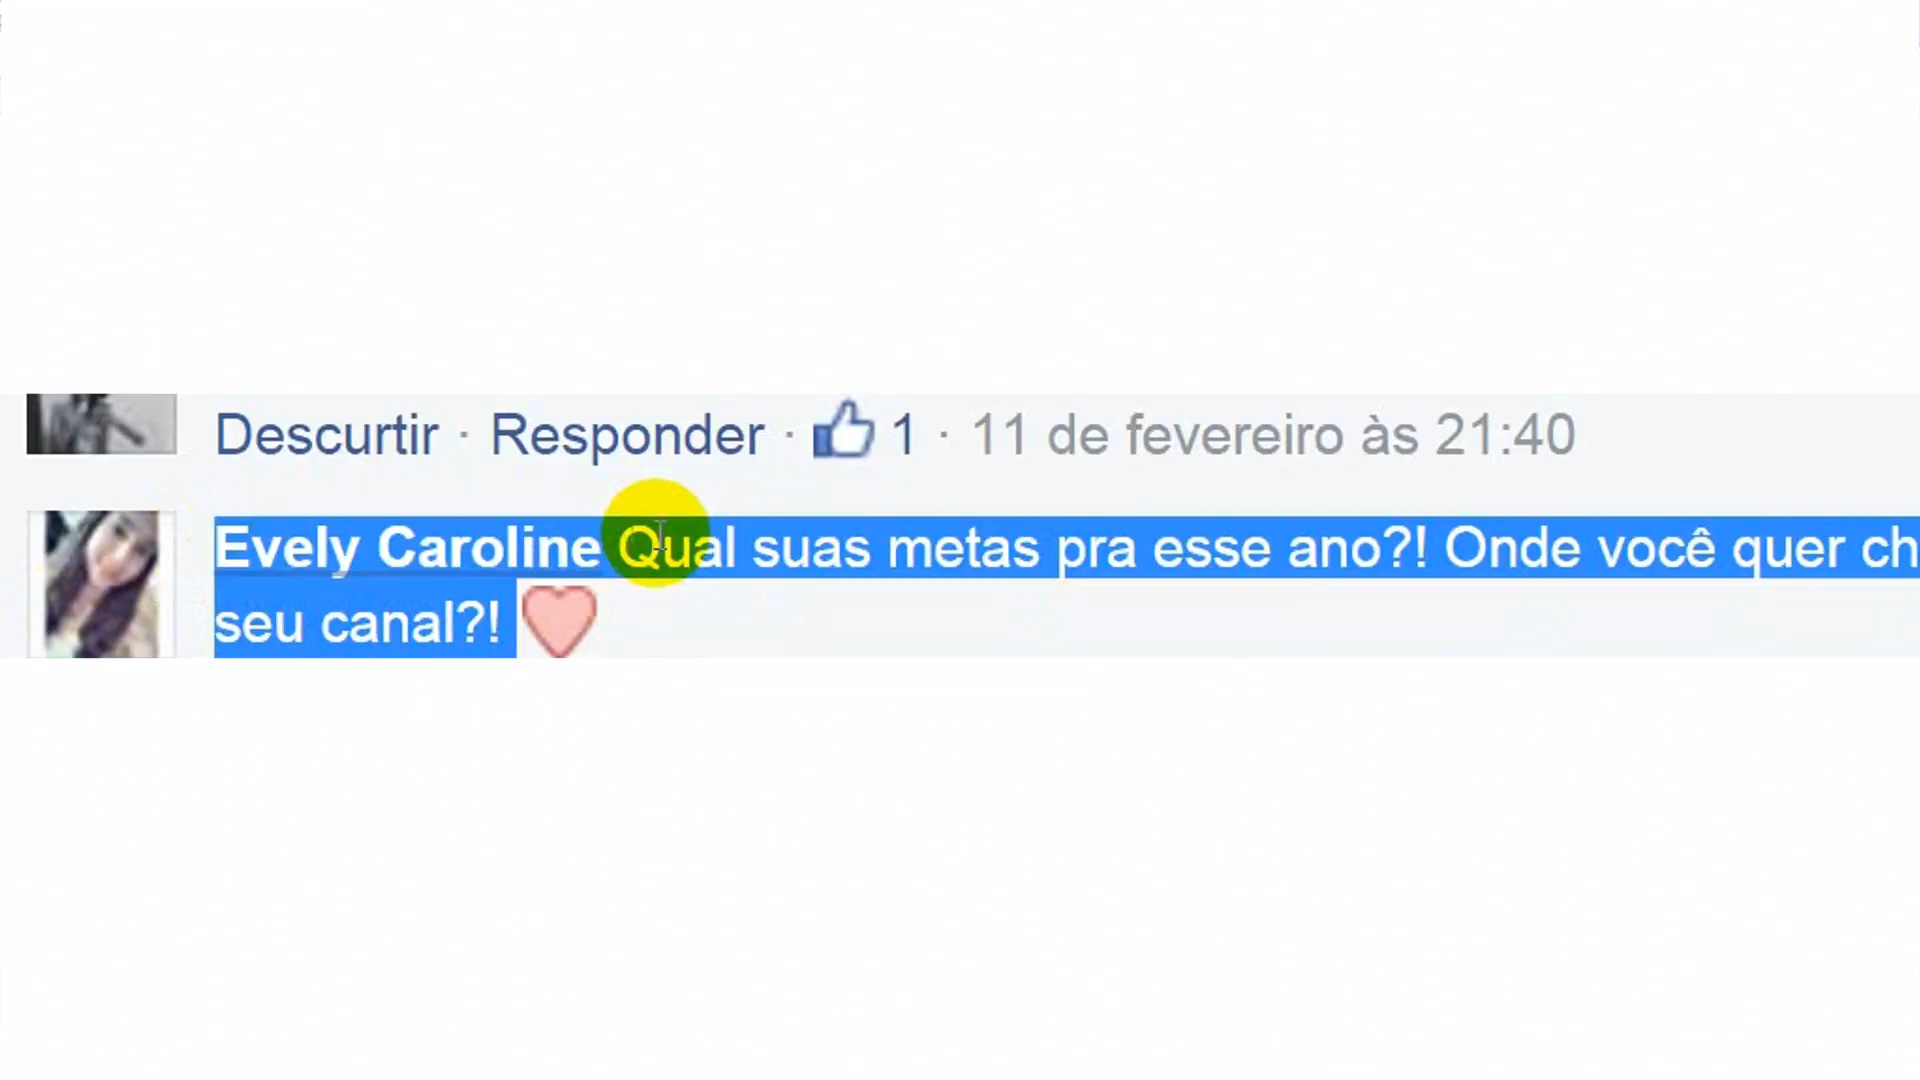 Descurtir · Responder · 1 · 11 de fevereiro às 21:40
Evely Caroline Qual suas metas pra esse ano?! Onde você quer
seu canal?!